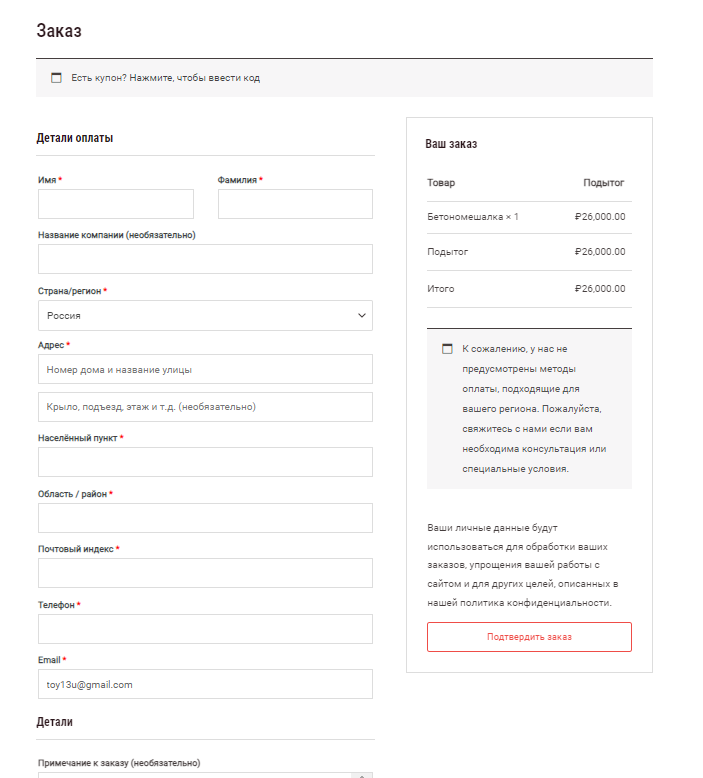 Заказ
Есть купон? Нажмите, чтобы ввести код
Детали оплаты
Имя *
Фамилия *
Название компании (необязательно)
Страна/регион *
Россия
Адрес *
Номер дома и название улицы
Крыло, подъезд, этаж и т.д. (необязательно)
Населённый пункт *
Область / район *
Почтовый индекс *
Телефон *
Email *
toy13u@gmail.com
Детали
Примечание к заказу (необязательно)
Ваш заказ
Товар Подытог
Бетономешалка × 1 ₽26,000.00
Подытог ₽26,000.00
Итого ₽26,000.00
К сожалению, у нас не
предусмотрены методы
оплаты, подходящие для
вашего региона. Пожалуйста,
свяжитесь с нами если вам
необходима консультация или
специальные условия.
Ваши личные данные будут
использоваться для обработки ваших
заказов, упрощения вашей работы с
сайтом и для других целей, описанных в
нашей политика конфиденциальности.
Подтвердить заказ